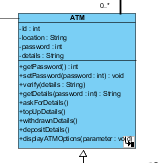 0..*
ATM
-id : int
-location : String
-password : int
-details : String
+getPassword() : int
+setPassword(password : int) : void
+verify(details : String)
+getDetails(password : int) : String
+askForDetails()
+topUpDetails()
+withdrawnDetails()
+depositDetails()
+displayATMOptions(parameter : void)